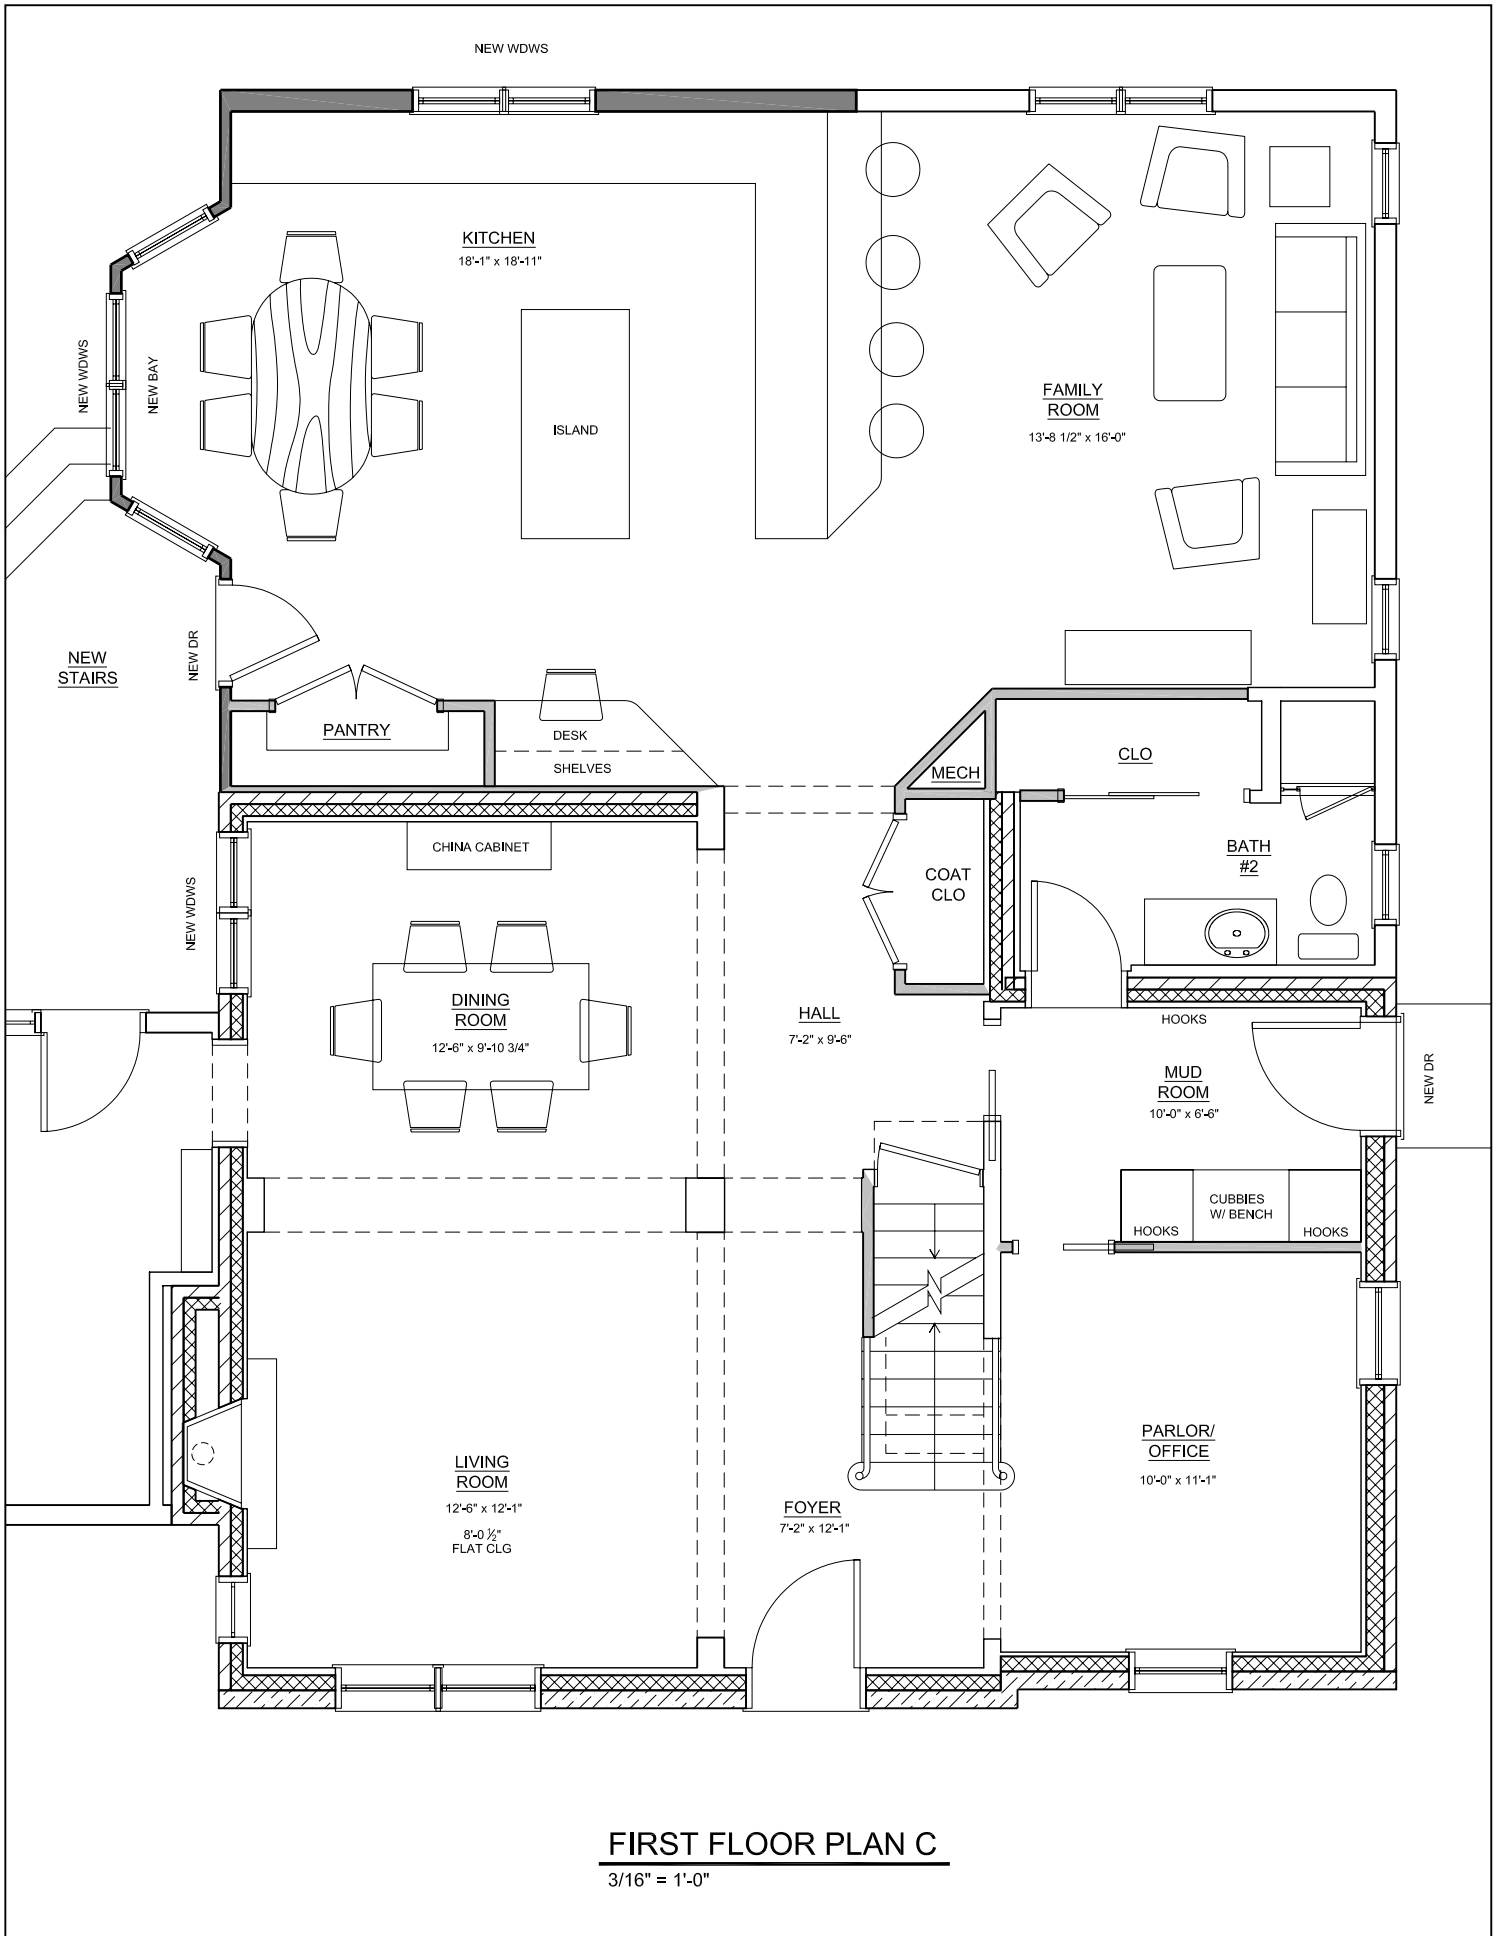 NEW WDWS
KITCHEN
18'-1" x 18'-11"
NEW WDWS
NEW BAY
ISLAND
FAMILY
ROOM
13'-8 1/2" x 16'-0"
NEW
STAIRS
NEW DR
PANTRY
DESK
SHELVES
MECH
CLO
CHINA CABINET
COAT
CLO
BATH
#2
NEW WDWS
DINING
ROOM
12'-6" x 9'-10 3/4"
HALL
7'-2" x 9'-6"
HOOKS
MUD
ROOM
10'-0" x 6'-6"
NEW DR
CUBBIES
W/ BENCH
HOOKS
HOOKS
LIVING
ROOM
12'-6" x 12'-1"
8'-0 ½"
FLAT CLG
FOYER
7'-2" x 12'-1"
PARLOR/
OFFICE
10'-0" x 11'-1"
FIRST FLOOR PLAN C
3/16" = 1'-0"